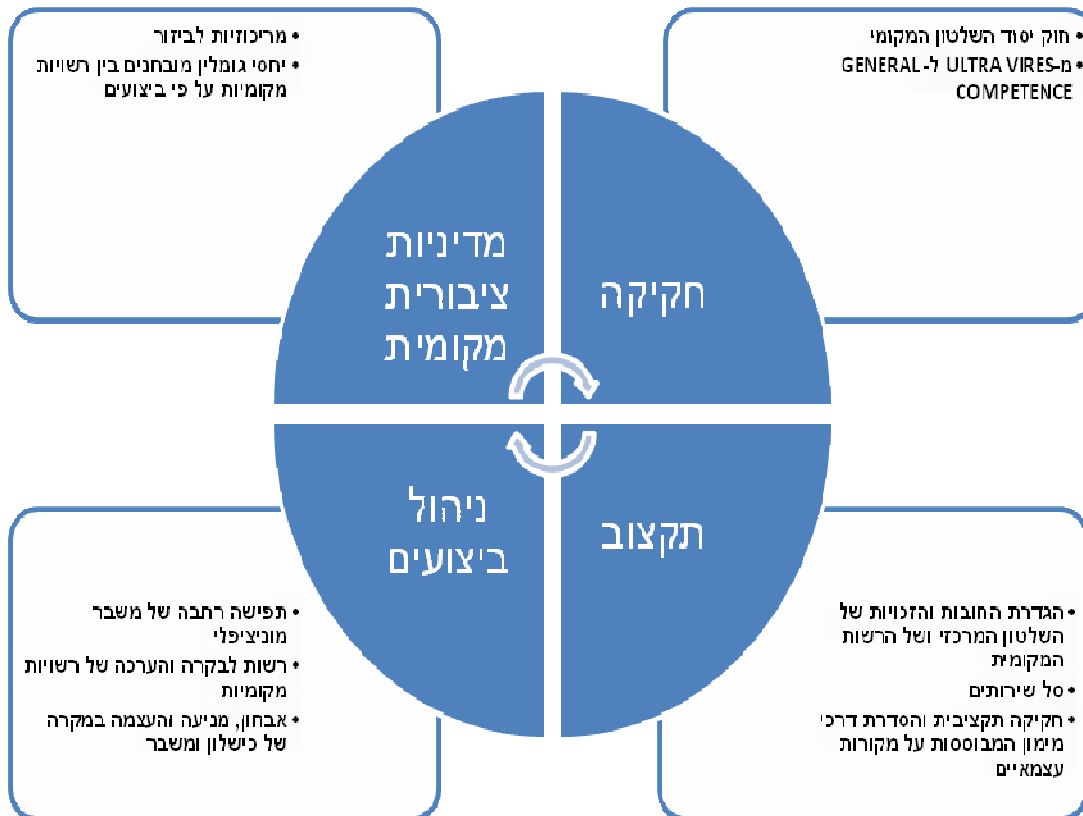 • חוק יסוד השלטון המקומי
• מ-ULTRA VIRES ל- GENERAL
COMPETENCE
• מריכוזיות לביזור
• יחסי גומלין מובחנים בין רשויות
מקומיות על פי ביצועים
חקיקה
מדיניות
ציבורית
מקומית
תקצוב
ניהול
ביצועים
• הגדרת החובות והזכויות של
השלטון המרכזי ושל הרשות
המקומית
• סל שירותים
• חקיקה תקציבית והסדרת דרכי
מימון המבוססות על מקורות
עצמאיים
• תפישה רחבה של משבר
מוניציפלי
• רשות לבקרה והערכה של רשויות
מקומיות
• אבחון, מניעה והעצמה במקרה
של כישלון ומשבר